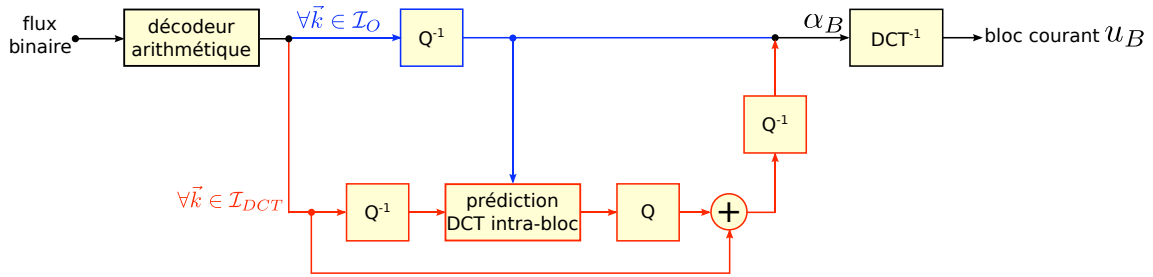 flux
binaire
décodeur
arithmétique
∀k⃗ ∈ I_O
Q⁻¹
α_B
DCT⁻¹
bloc courant u_B
Q⁻¹
∀k⃗ ∈ I_DCT
Q⁻¹
prédiction
DCT intra-bloc
Q
+